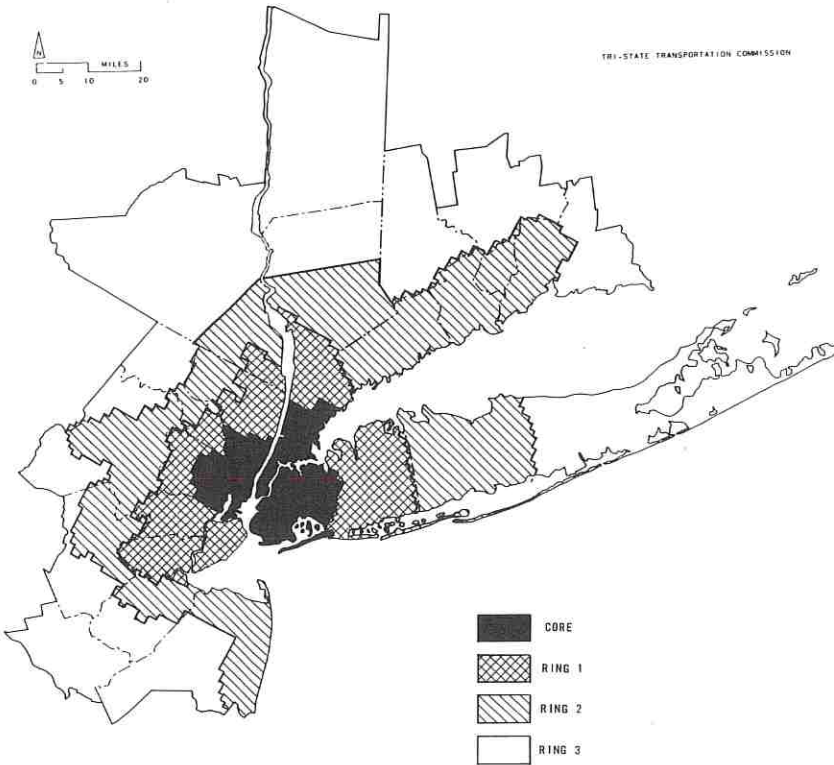 N
MILES
0 5 10 20
TRI-STATE TRANSPORTATION COMMISSION
CORE
RING 1
RING 2
RING 3